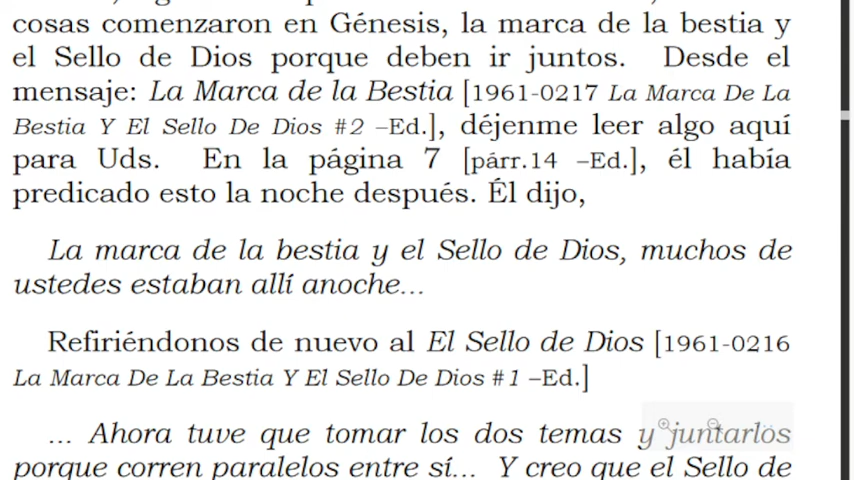 cosas comenzaron en Génesis, la marca de la bestia y
el Sello de Dios porque deben ir juntos. Desde el
mensaje: La Marca de la Bestia [1961-0217 La Marca De La
Bestia Y El Sello De Dios #2 –Ed.], déjenme leer algo aquí
para Uds. En la página 7 [párr.14 –Ed.], él había
predicado esto la noche después. Él dijo,
La marca de la bestia y el Sello de Dios, muchos de
ustedes estaban allí anoche...
Refiriéndonos de nuevo al El Sello de Dios [1961-0216
La Marca De La Bestia Y El Sello De Dios #1 –Ed.]
... Ahora tuve que tomar los dos temas y juntarlos
porque corren paralelos entre sí... Y creo que el Sello de